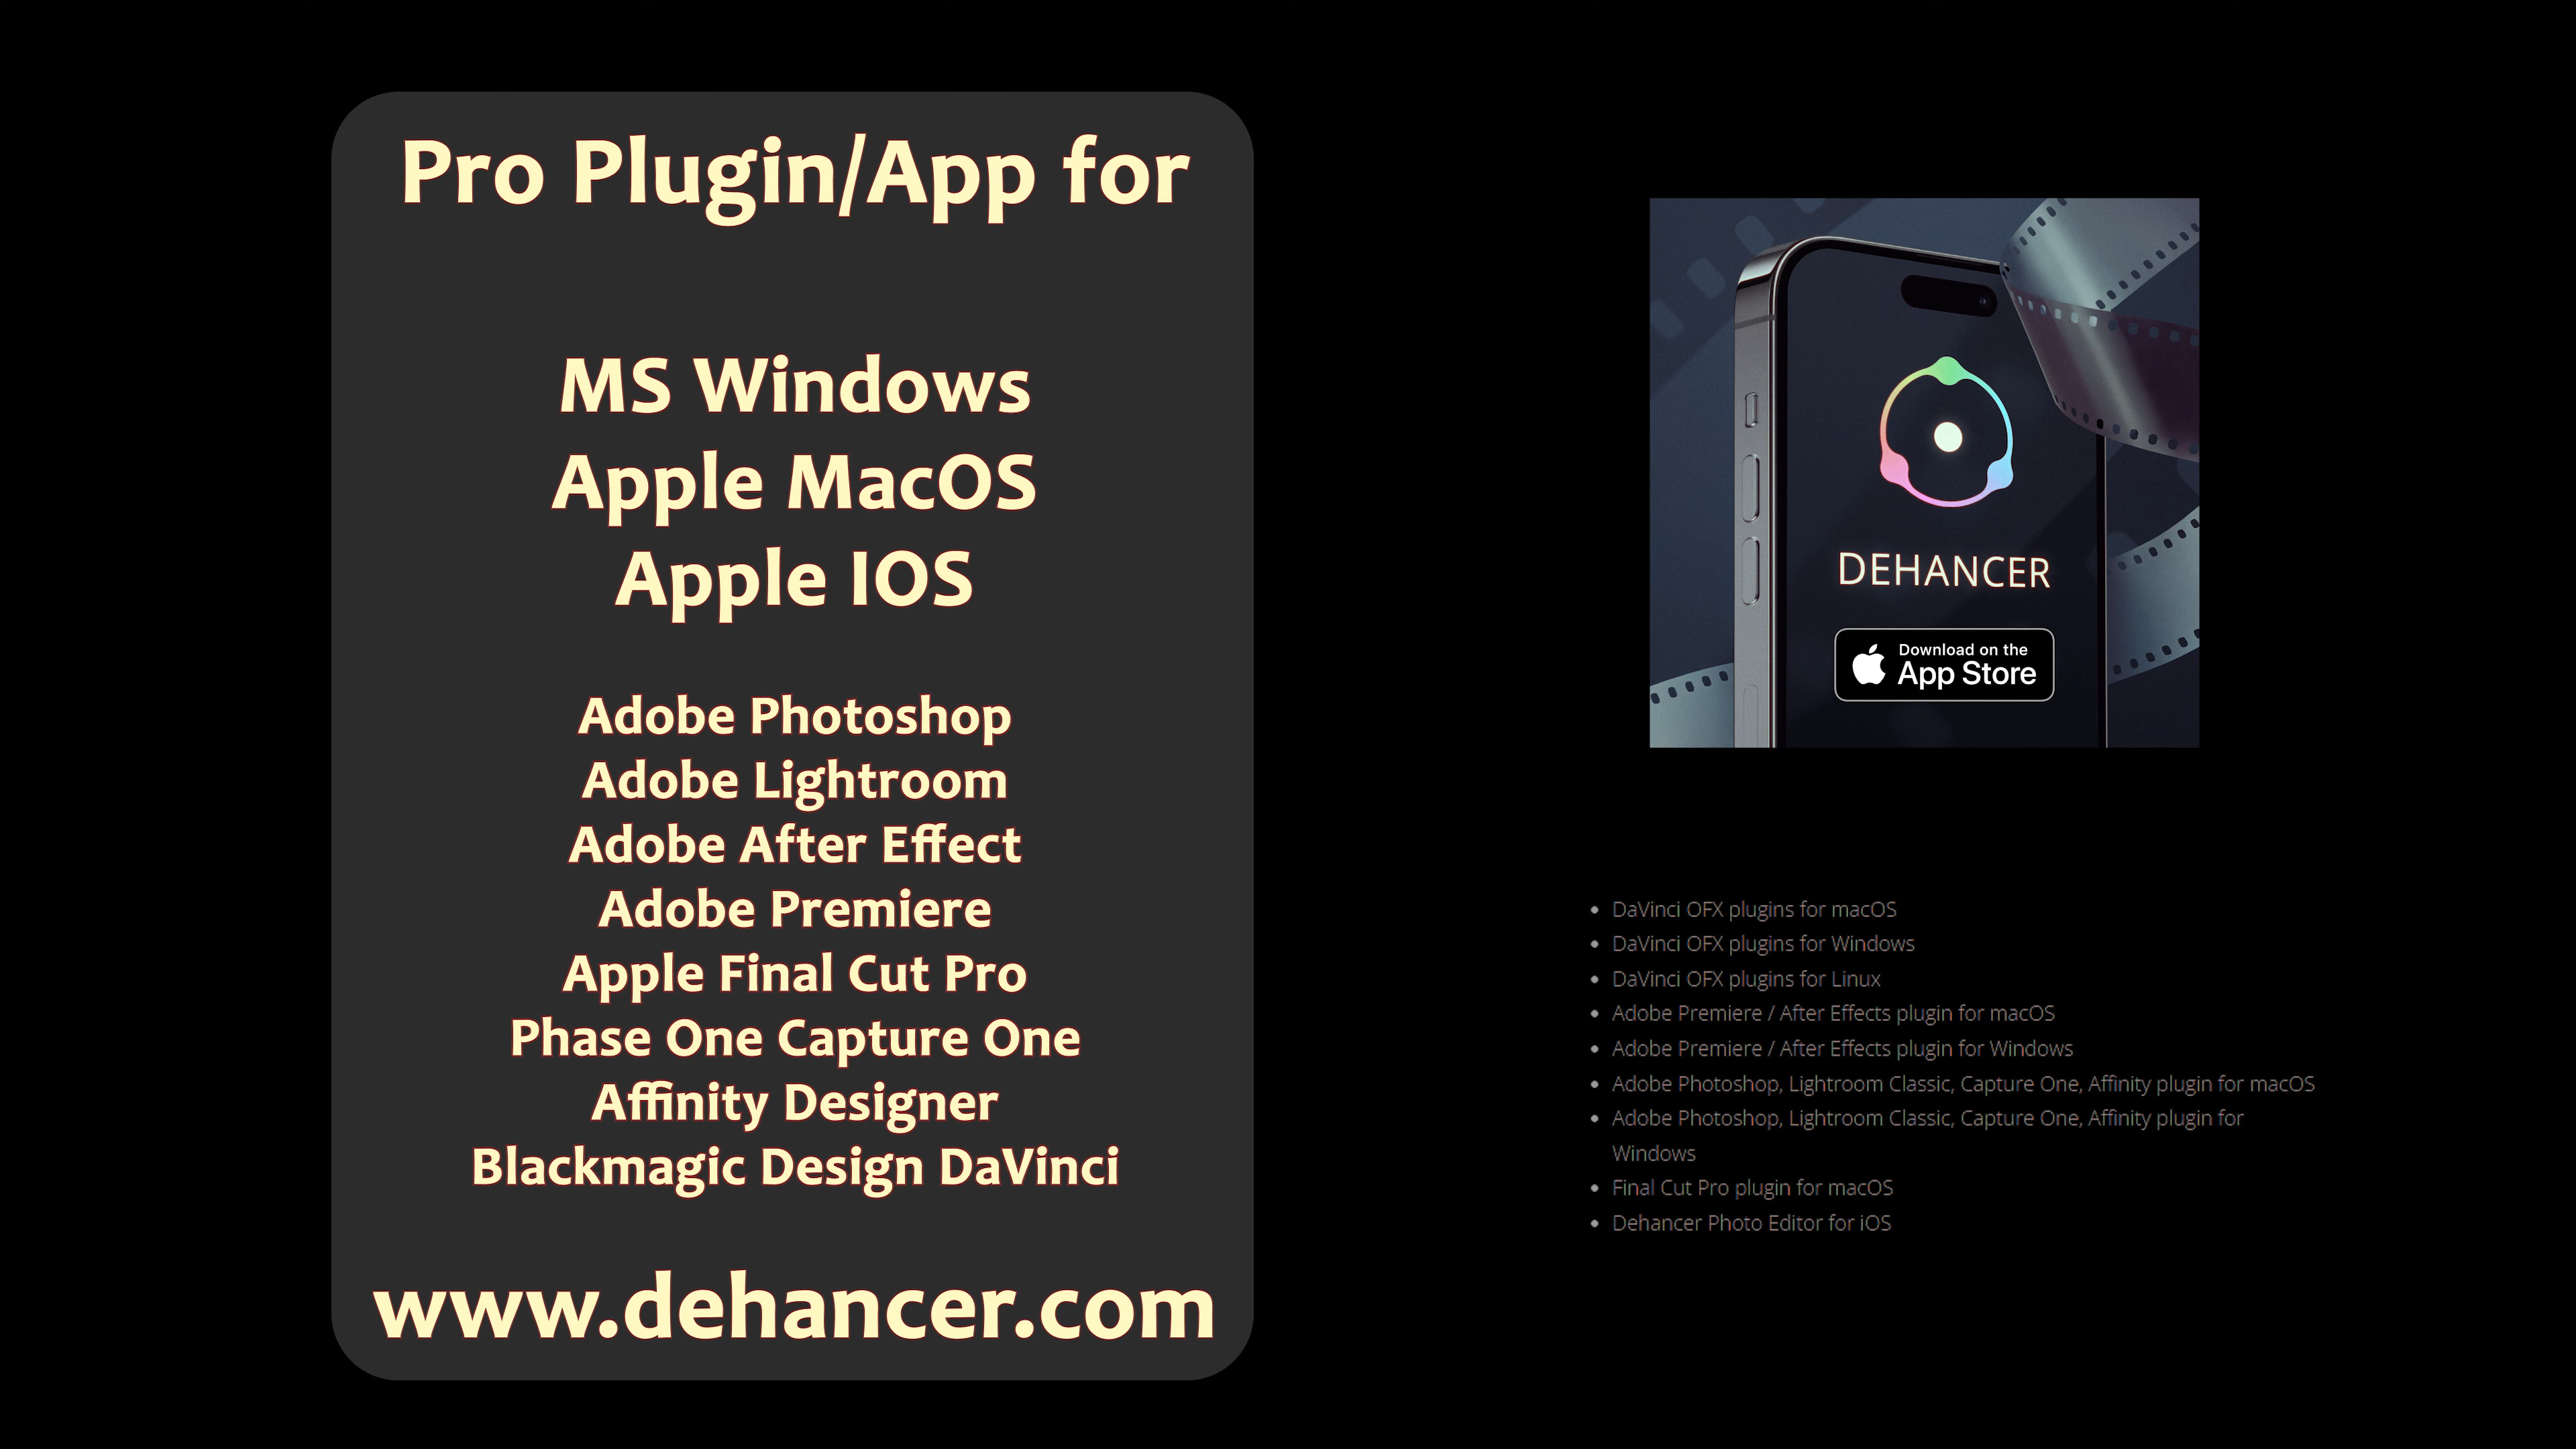 Pro Plugin/App for
MS Windows
Apple MacOS
Apple IOS
Adobe Photoshop
Adobe Lightroom
Adobe After Effect
Adobe Premiere
Apple Final Cut Pro
Phase One Capture One
Affinity Designer
Blackmagic Design DaVinci
www.dehancer.com
DEHANCER
Download on the
App Store
• DaVinci OFX plugins for macOS
• DaVinci OFX plugins for Windows
• DaVinci OFX plugins for Linux
• Adobe Premiere / After Effects plugin for macOS
• Adobe Premiere / After Effects plugin for Windows
• Adobe Photoshop, Lightroom Classic, Capture One, Affinity plugin for macOS
• Adobe Photoshop, Lightroom Classic, Capture One, Affinity plugin for
Windows
• Final Cut Pro plugin for macOS
• Dehancer Photo Editor for iOS